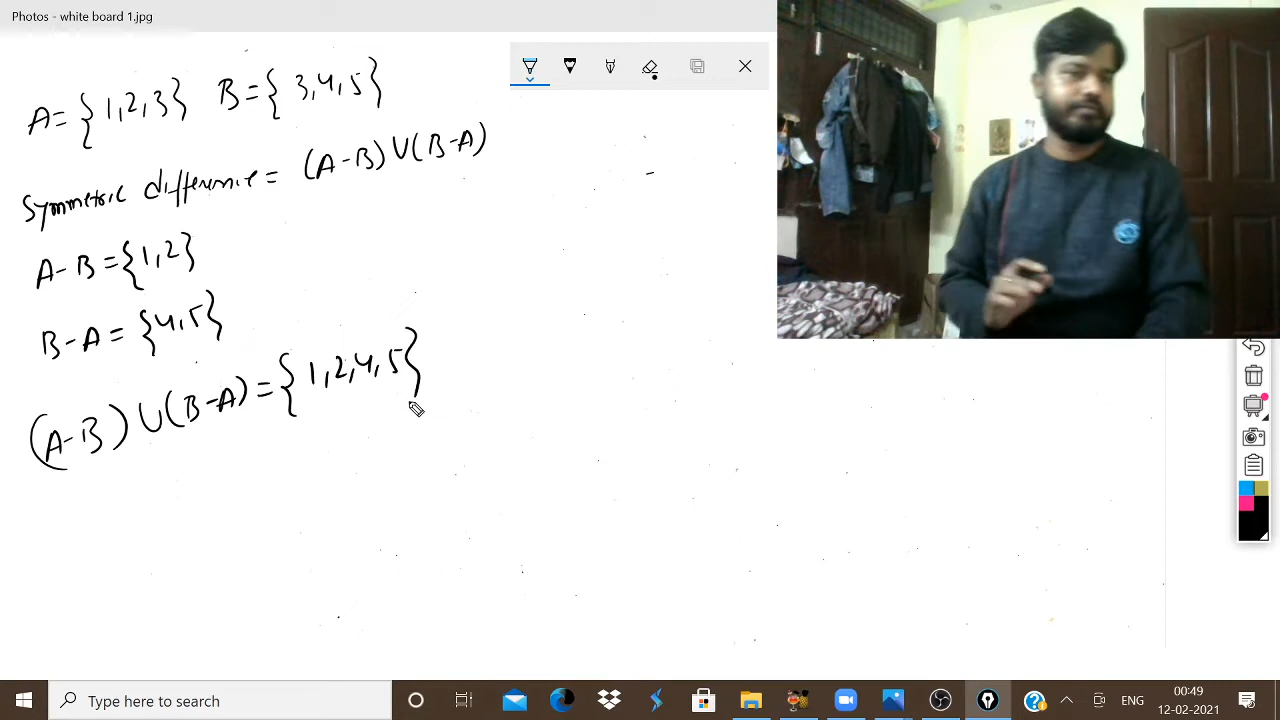 Photos - white board 1.jpg
A = {1,2,3} B = {3,4,5}
Symmetric difference = (A-B) ∪ (B-A)
A-B = {1,2}
B-A = {4,5}
(A-B) ∪ (B-A) = {1,2,4,5}
Type here to search
ENG
00:49
12-02-2021